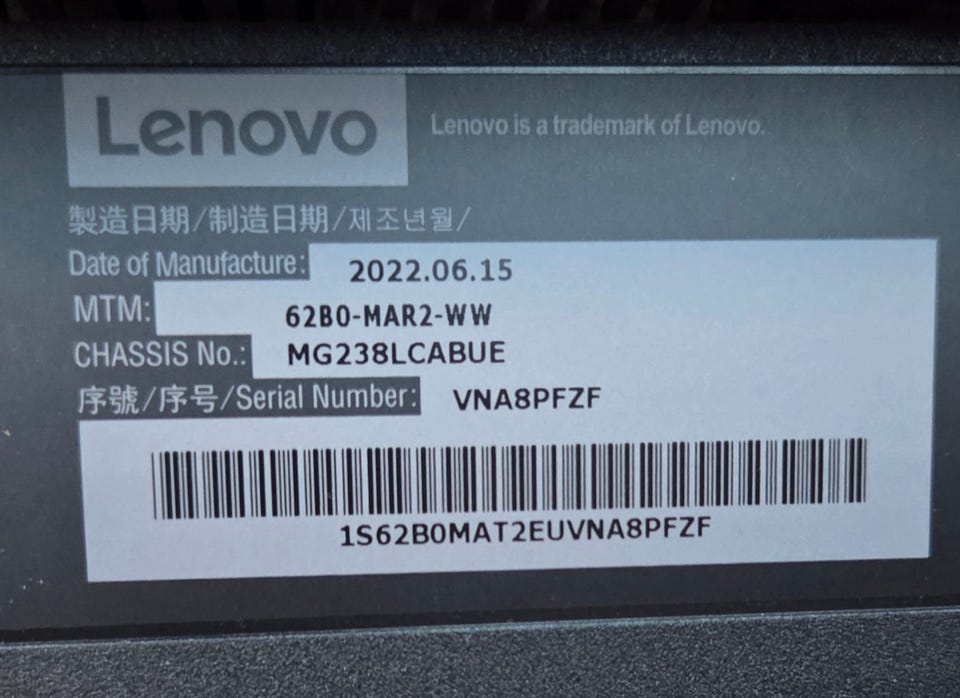 Lenovo
Lenovo is a trademark of Lenovo.
製造日期/制造日期/제조년월/
Date of Manufacture: 2022.06.15
MTM: 62B0-MAR2-WW
CHASSIS No.: MG238LCABUE
序號/序号/Serial Number: VNA8PFZF
1S62B0MAT2EUVNA8PFZF